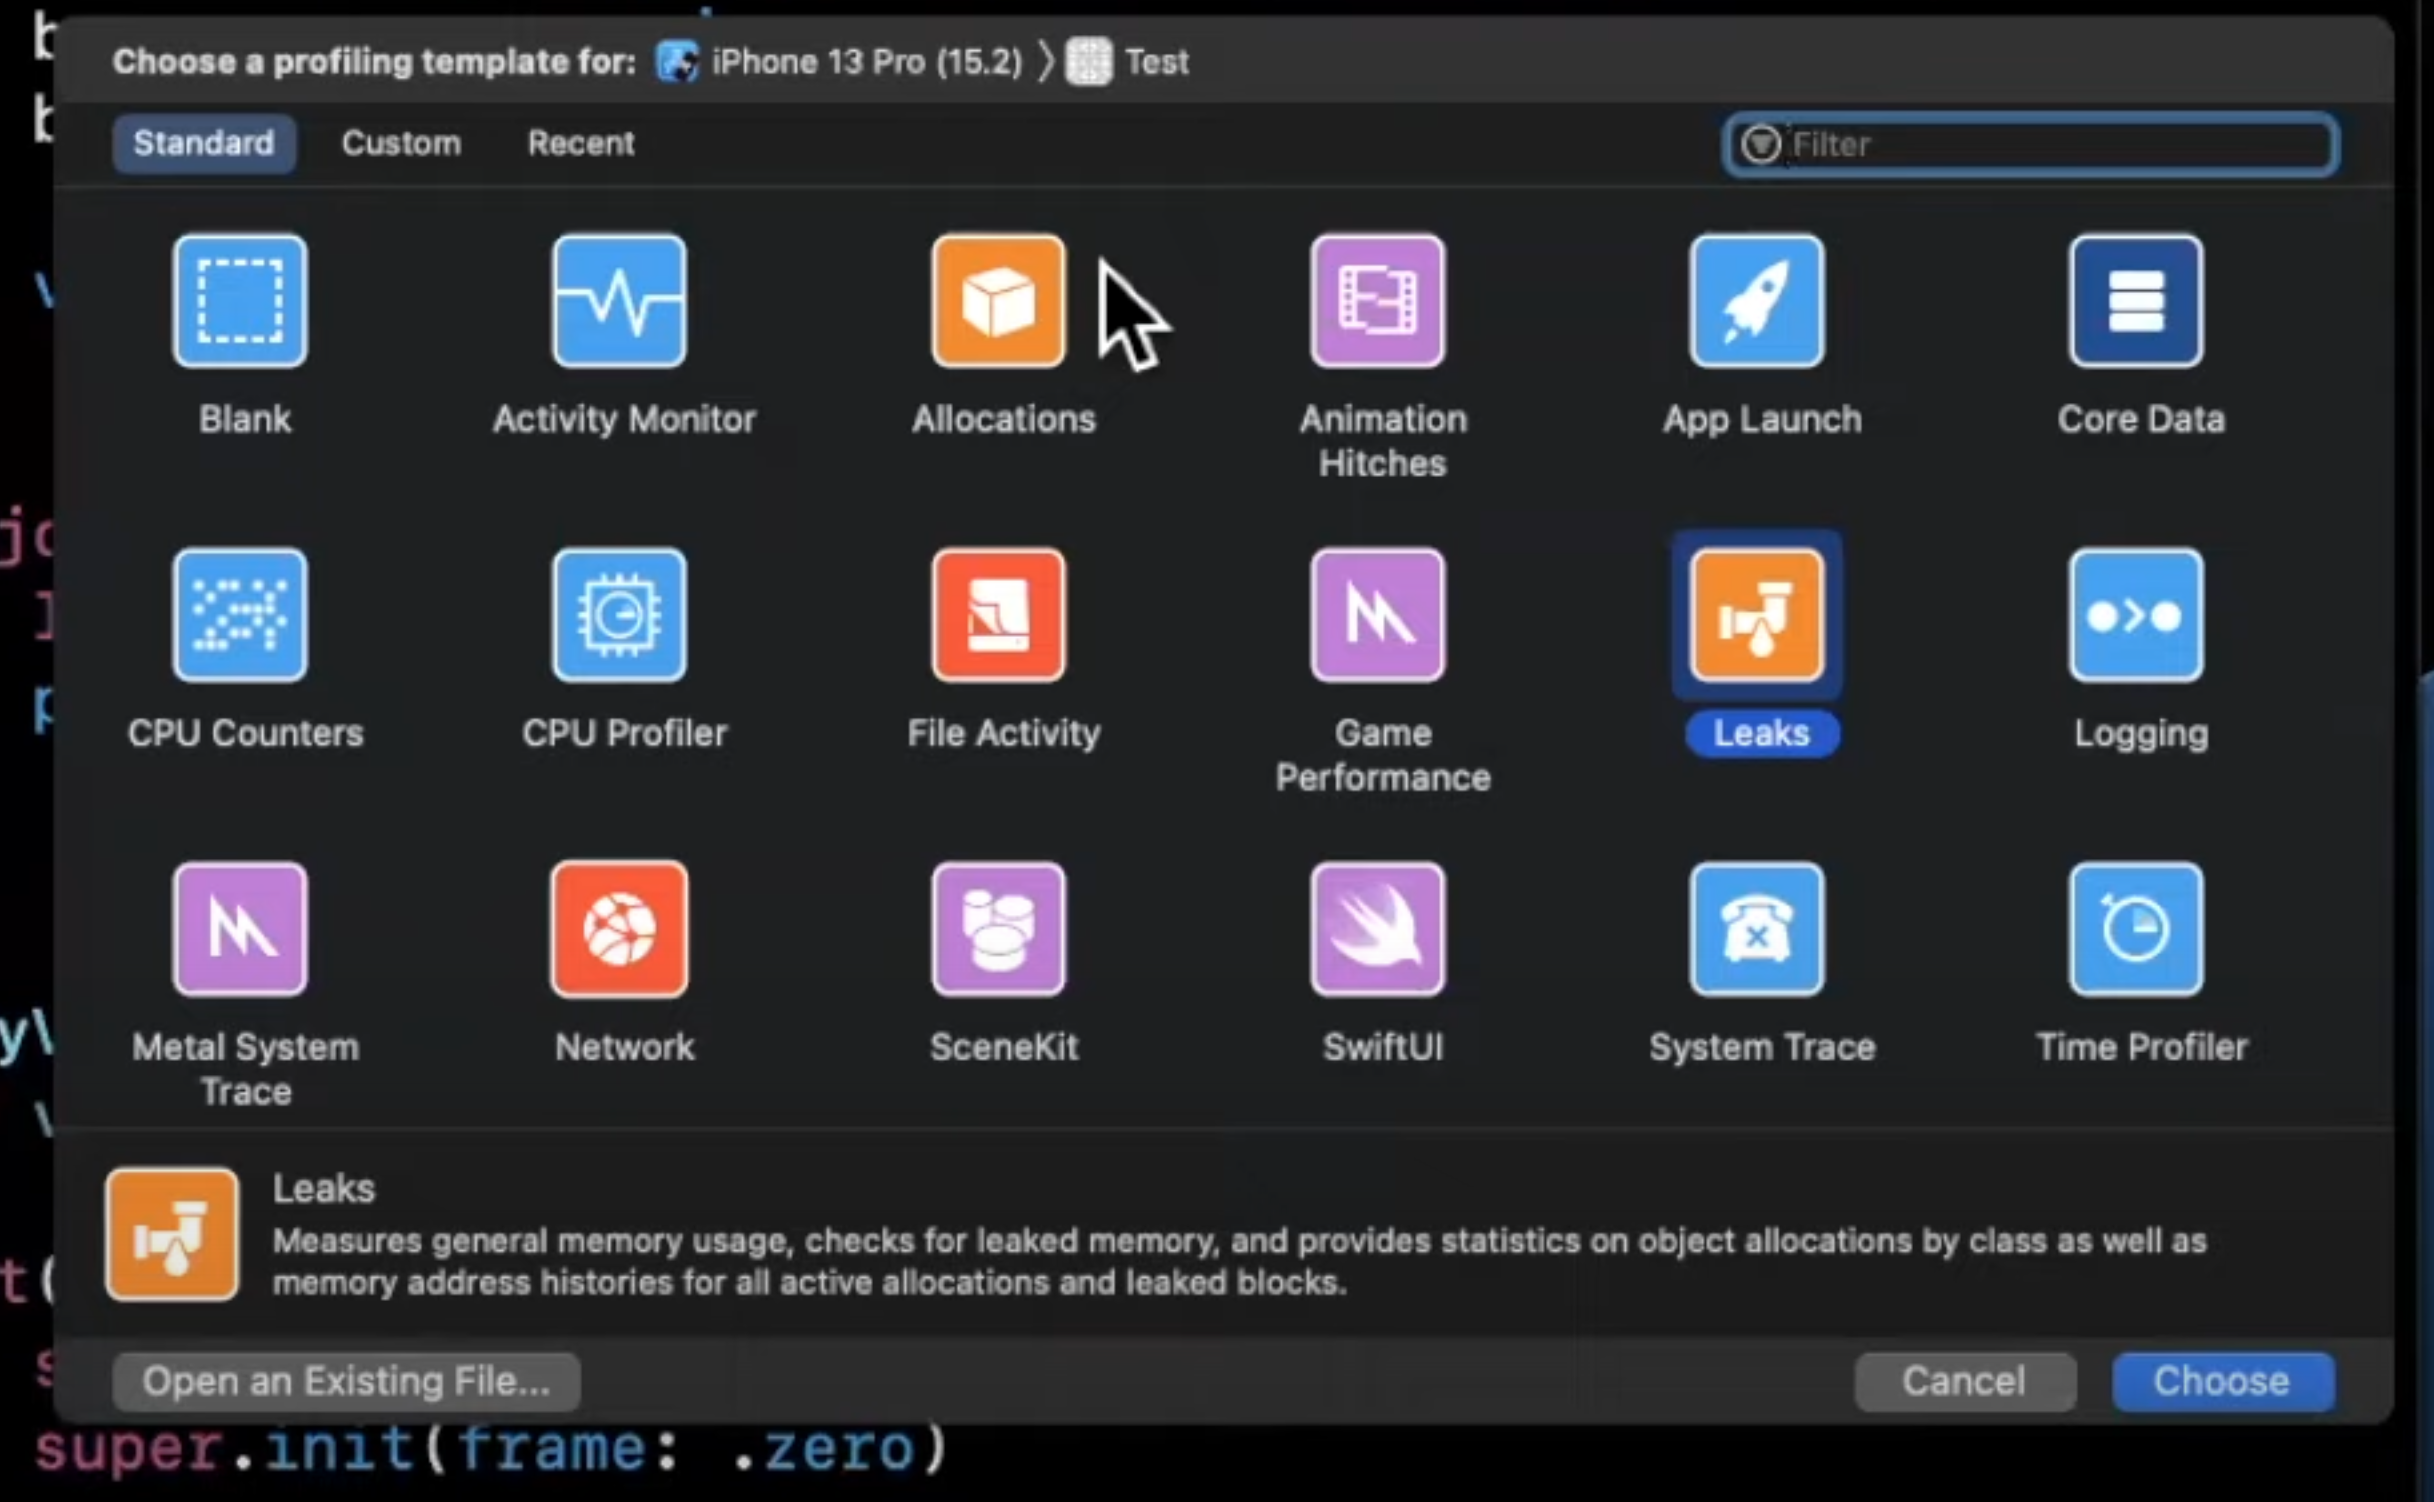 Choose a profiling template for: iPhone 13 Pro (15.2) 〉 Test
Standard Custom Recent Filter
Blank Activity Monitor Allocations Animation Hitches App Launch Core Data
CPU Counters CPU Profiler File Activity Game Performance Leaks Logging
Metal System Trace Network SceneKit SwiftUI System Trace Time Profiler
Leaks
Measures general memory usage, checks for leaked memory, and provides statistics on object allocations by class as well as
memory address histories for all active allocations and leaked blocks.
Open an Existing File... Cancel Choose
super.init(frame: .zero)